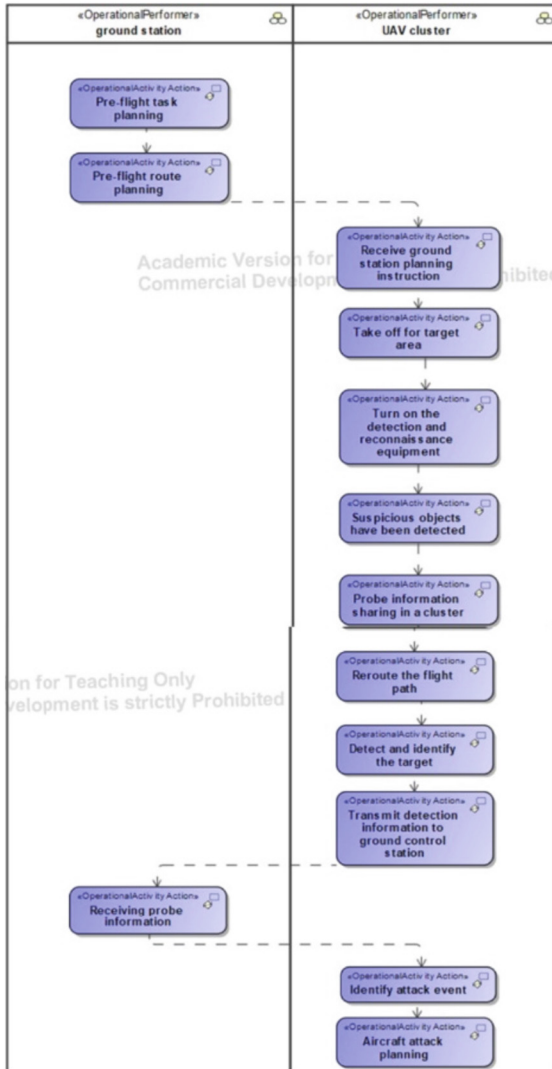 «OperationalPerformer»
ground station
«OperationalPerformer»
UAV cluster
«OperationalActivity Action»
Pre-flight task
planning
«OperationalActivity Action»
Pre-flight route
planning
Academic Version for
Commercial Developm
hibited
«OperationalActivity Action»
Receive ground
station planning
instruction
«OperationalActivity Action»
Take off for target
area
«OperationalActivity Action»
Turn on the
detection and
reconnaissance
equipment
«OperationalActivity Action»
Suspicious objects
have been detected
«OperationalActivity Action»
Probe information
sharing in a cluster
on for Teaching Only
velopment is strictly Prohibited
«OperationalActivity Action»
Reroute the flight
path
«OperationalActivity Action»
Detect and identify
the target
«OperationalActivity Action»
Transmit detection
information to
ground control
station
«OperationalActivity Action»
Receiving probe
information
«OperationalActivity Action»
Identify attack event
«OperationalActivity Action»
Aircraft attack
planning